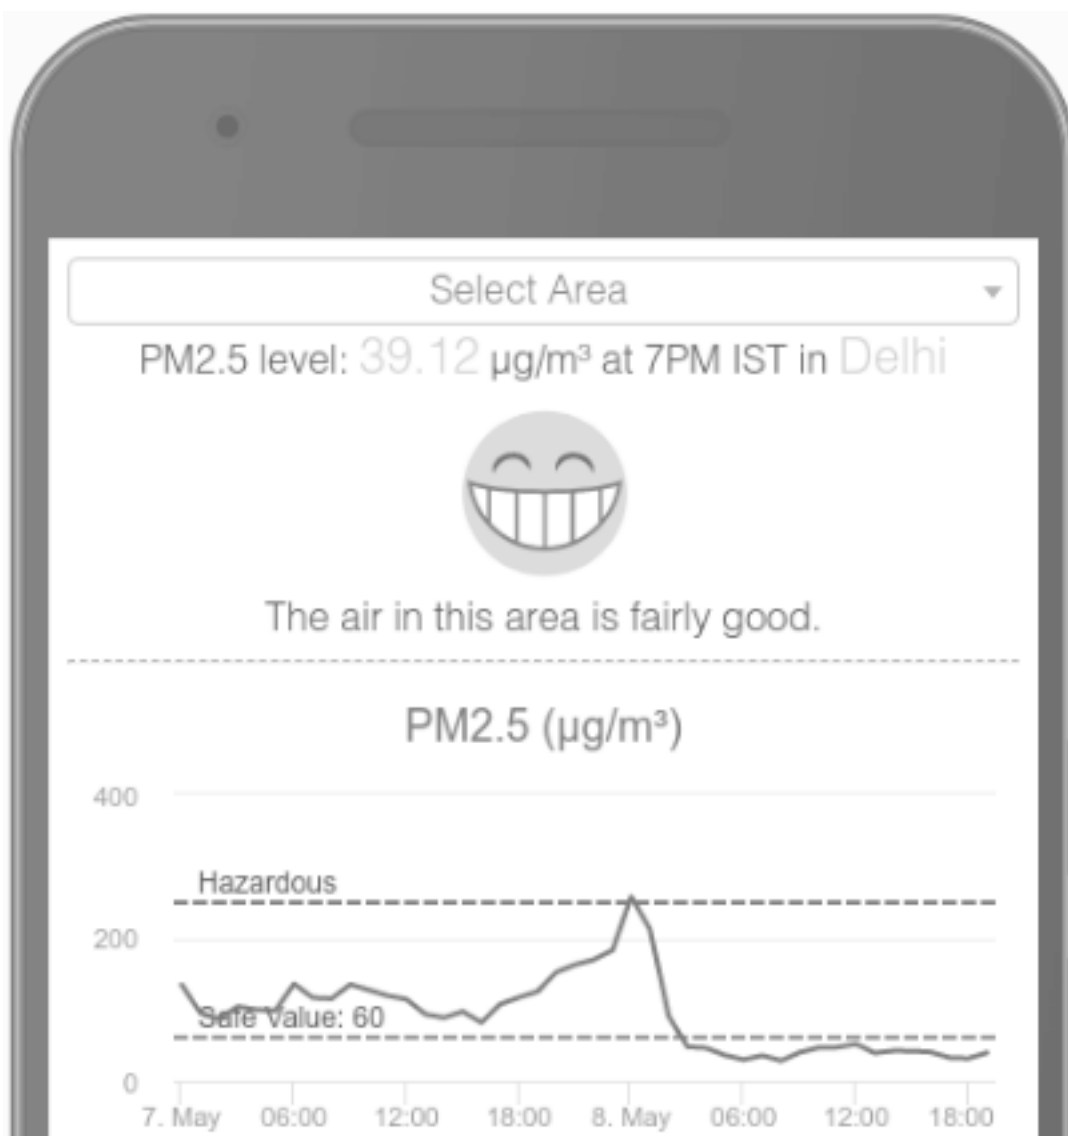 Select Area
PM2.5 level: 39.12 µg/m³ at 7PM IST in Delhi
The air in this area is fairly good.
PM2.5 (µg/m³)
400
Hazardous
200
Safe Value: 60
0
7. May 06:00 12:00 18:00 8. May 06:00 12:00 18:00